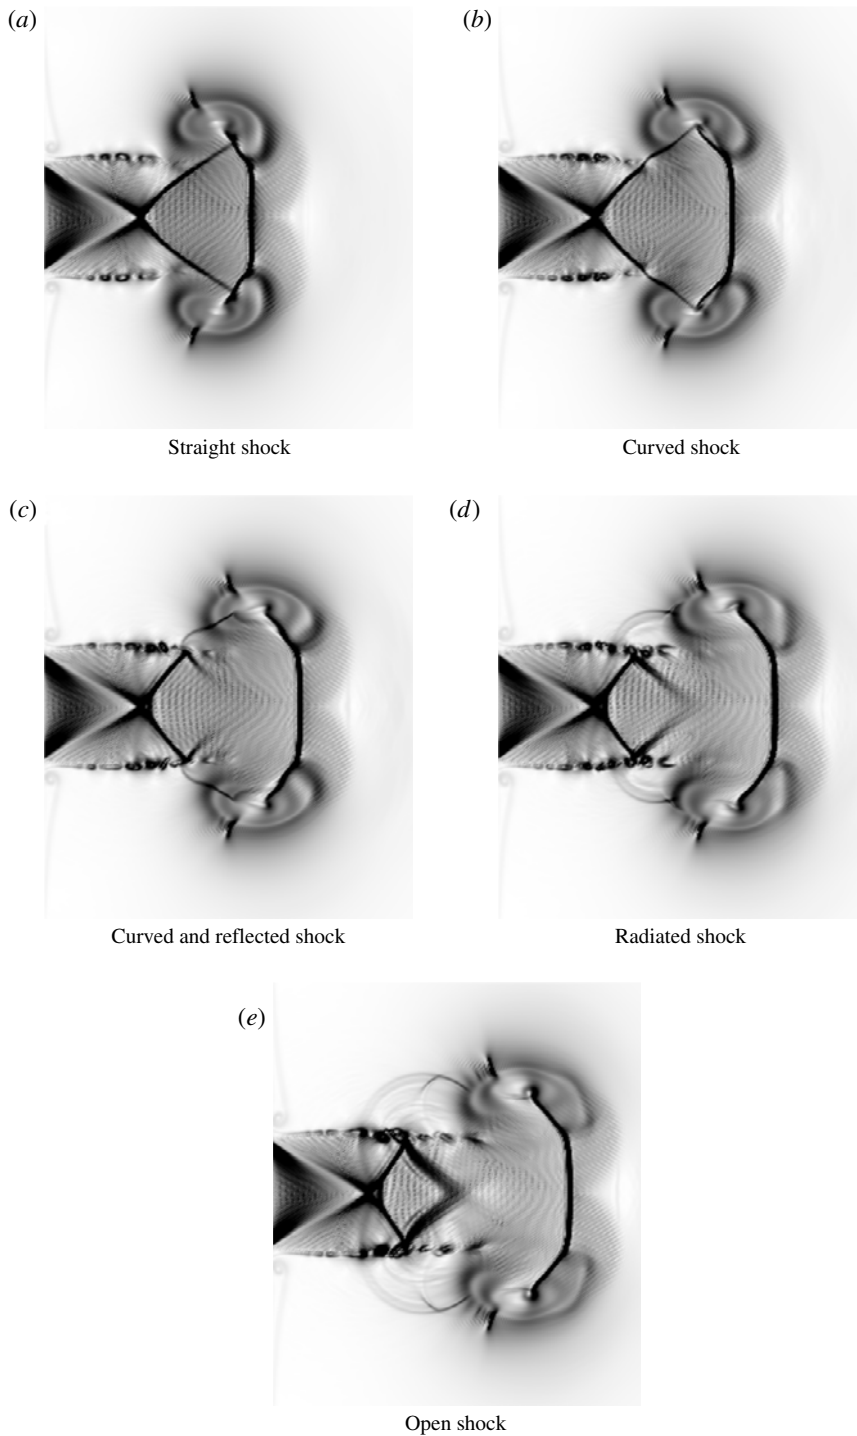 (a)
(b)
Straight shock
Curved shock
(c)
(d)
Curved and reflected shock
Radiated shock
(e)
Open shock